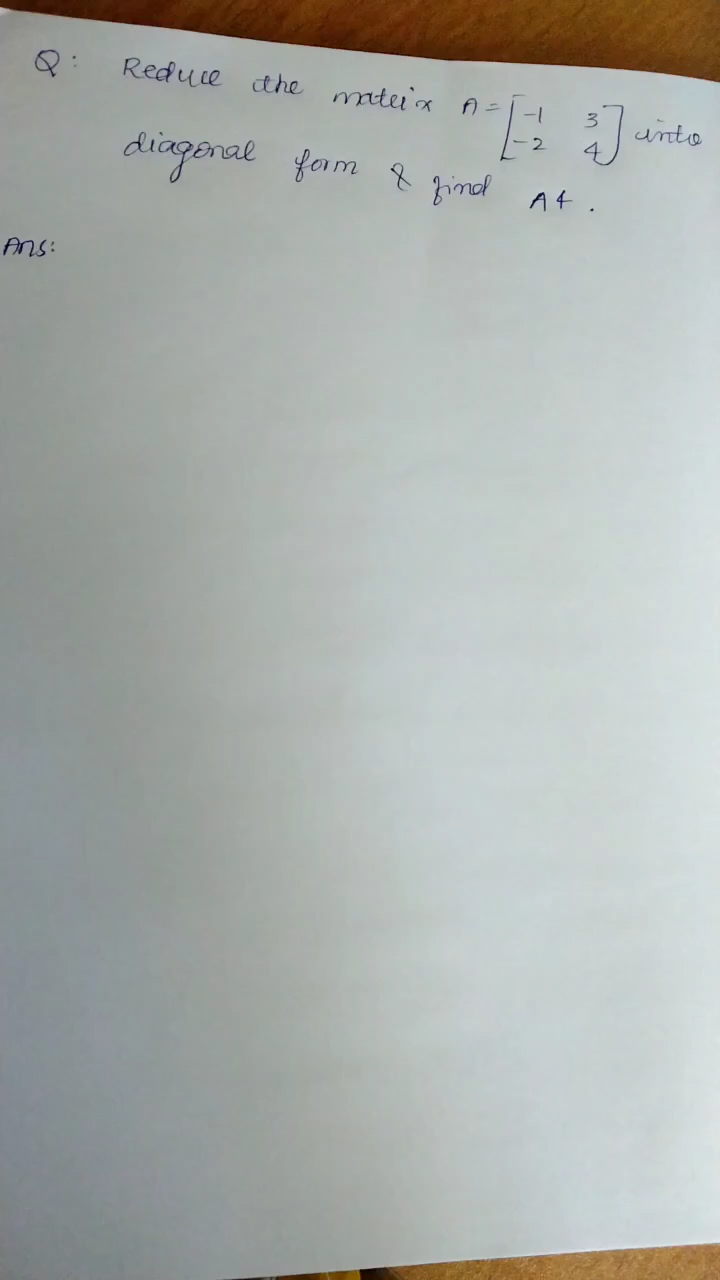 Q: Reduce the matrix A = [-1 3
-2 4] into
diagonal form & find A4.
Ans: